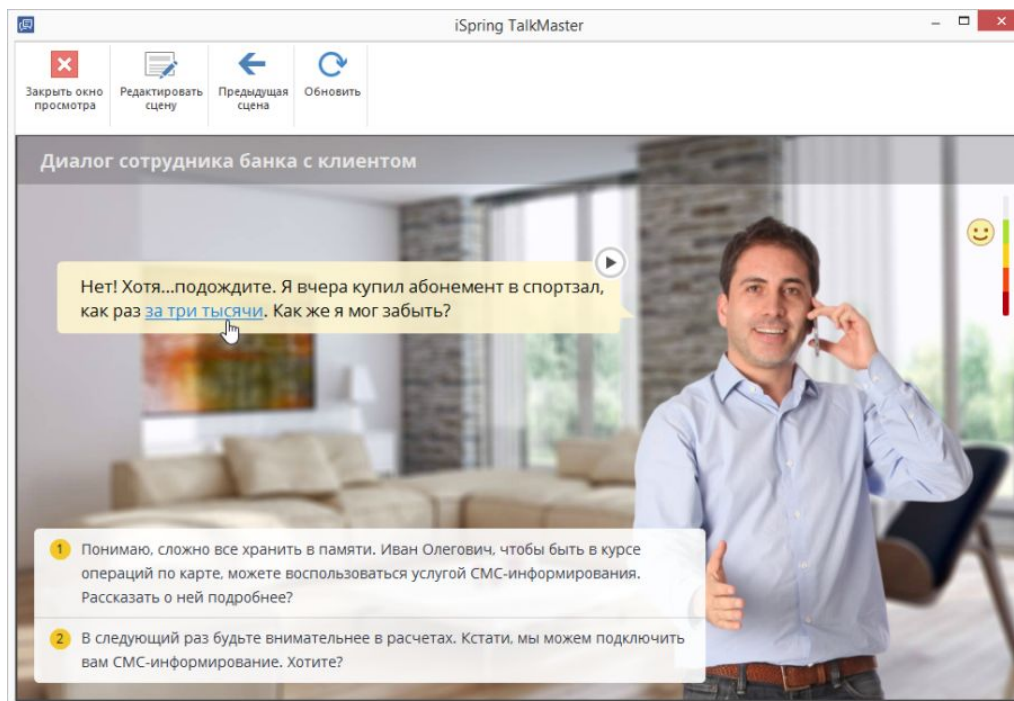 iSpring TalkMaster
Закрыть окно
просмотра
Редактировать
сцену
Предыдущая
сцена
Обновить
Диалог сотрудника банка с клиентом
Нет! Хотя...подождите. Я вчера купил абонемент в спортзал,
как раз за три тысячи. Как же я мог забыть?
1 Понимаю, сложно все хранить в памяти. Иван Олегович, чтобы быть в курсе
операций по карте, можете воспользоваться услугой СМС-информирования.
Рассказать о ней подробнее?
2 В следующий раз будьте внимательнее в расчетах. Кстати, мы можем подключить
вам СМС-информирование. Хотите?